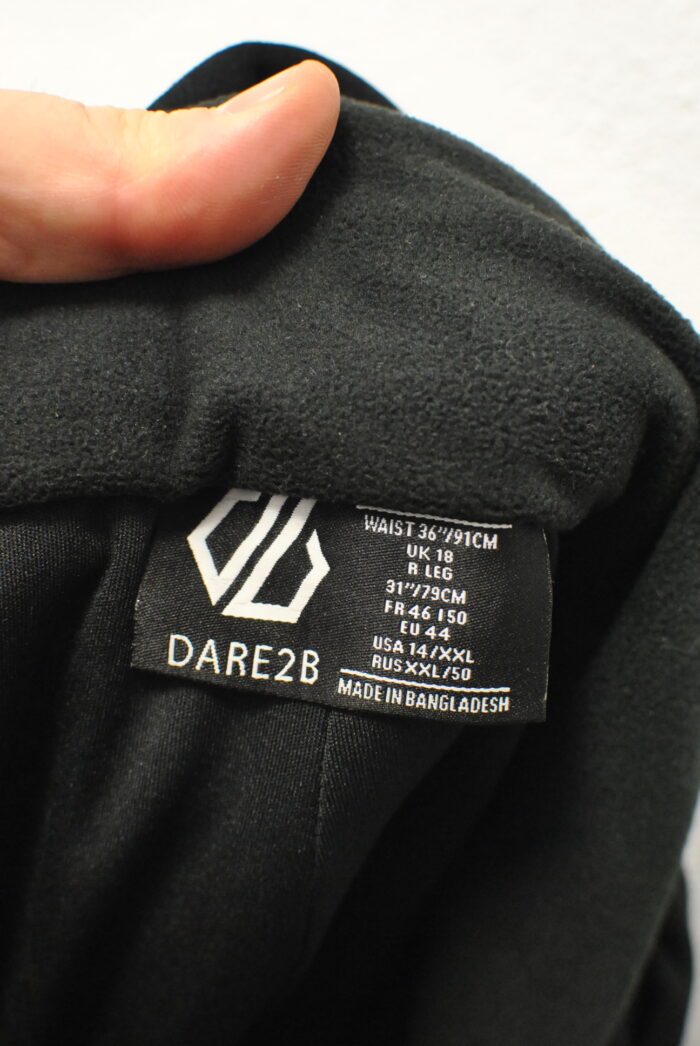 DARE2B
WAIST 36"/91CM
UK 18
R LEG
31"/79CM
FR 46 I 50
EU 44
USA 14/XXL
RUS XXL/50
MADE IN BANGLADESH